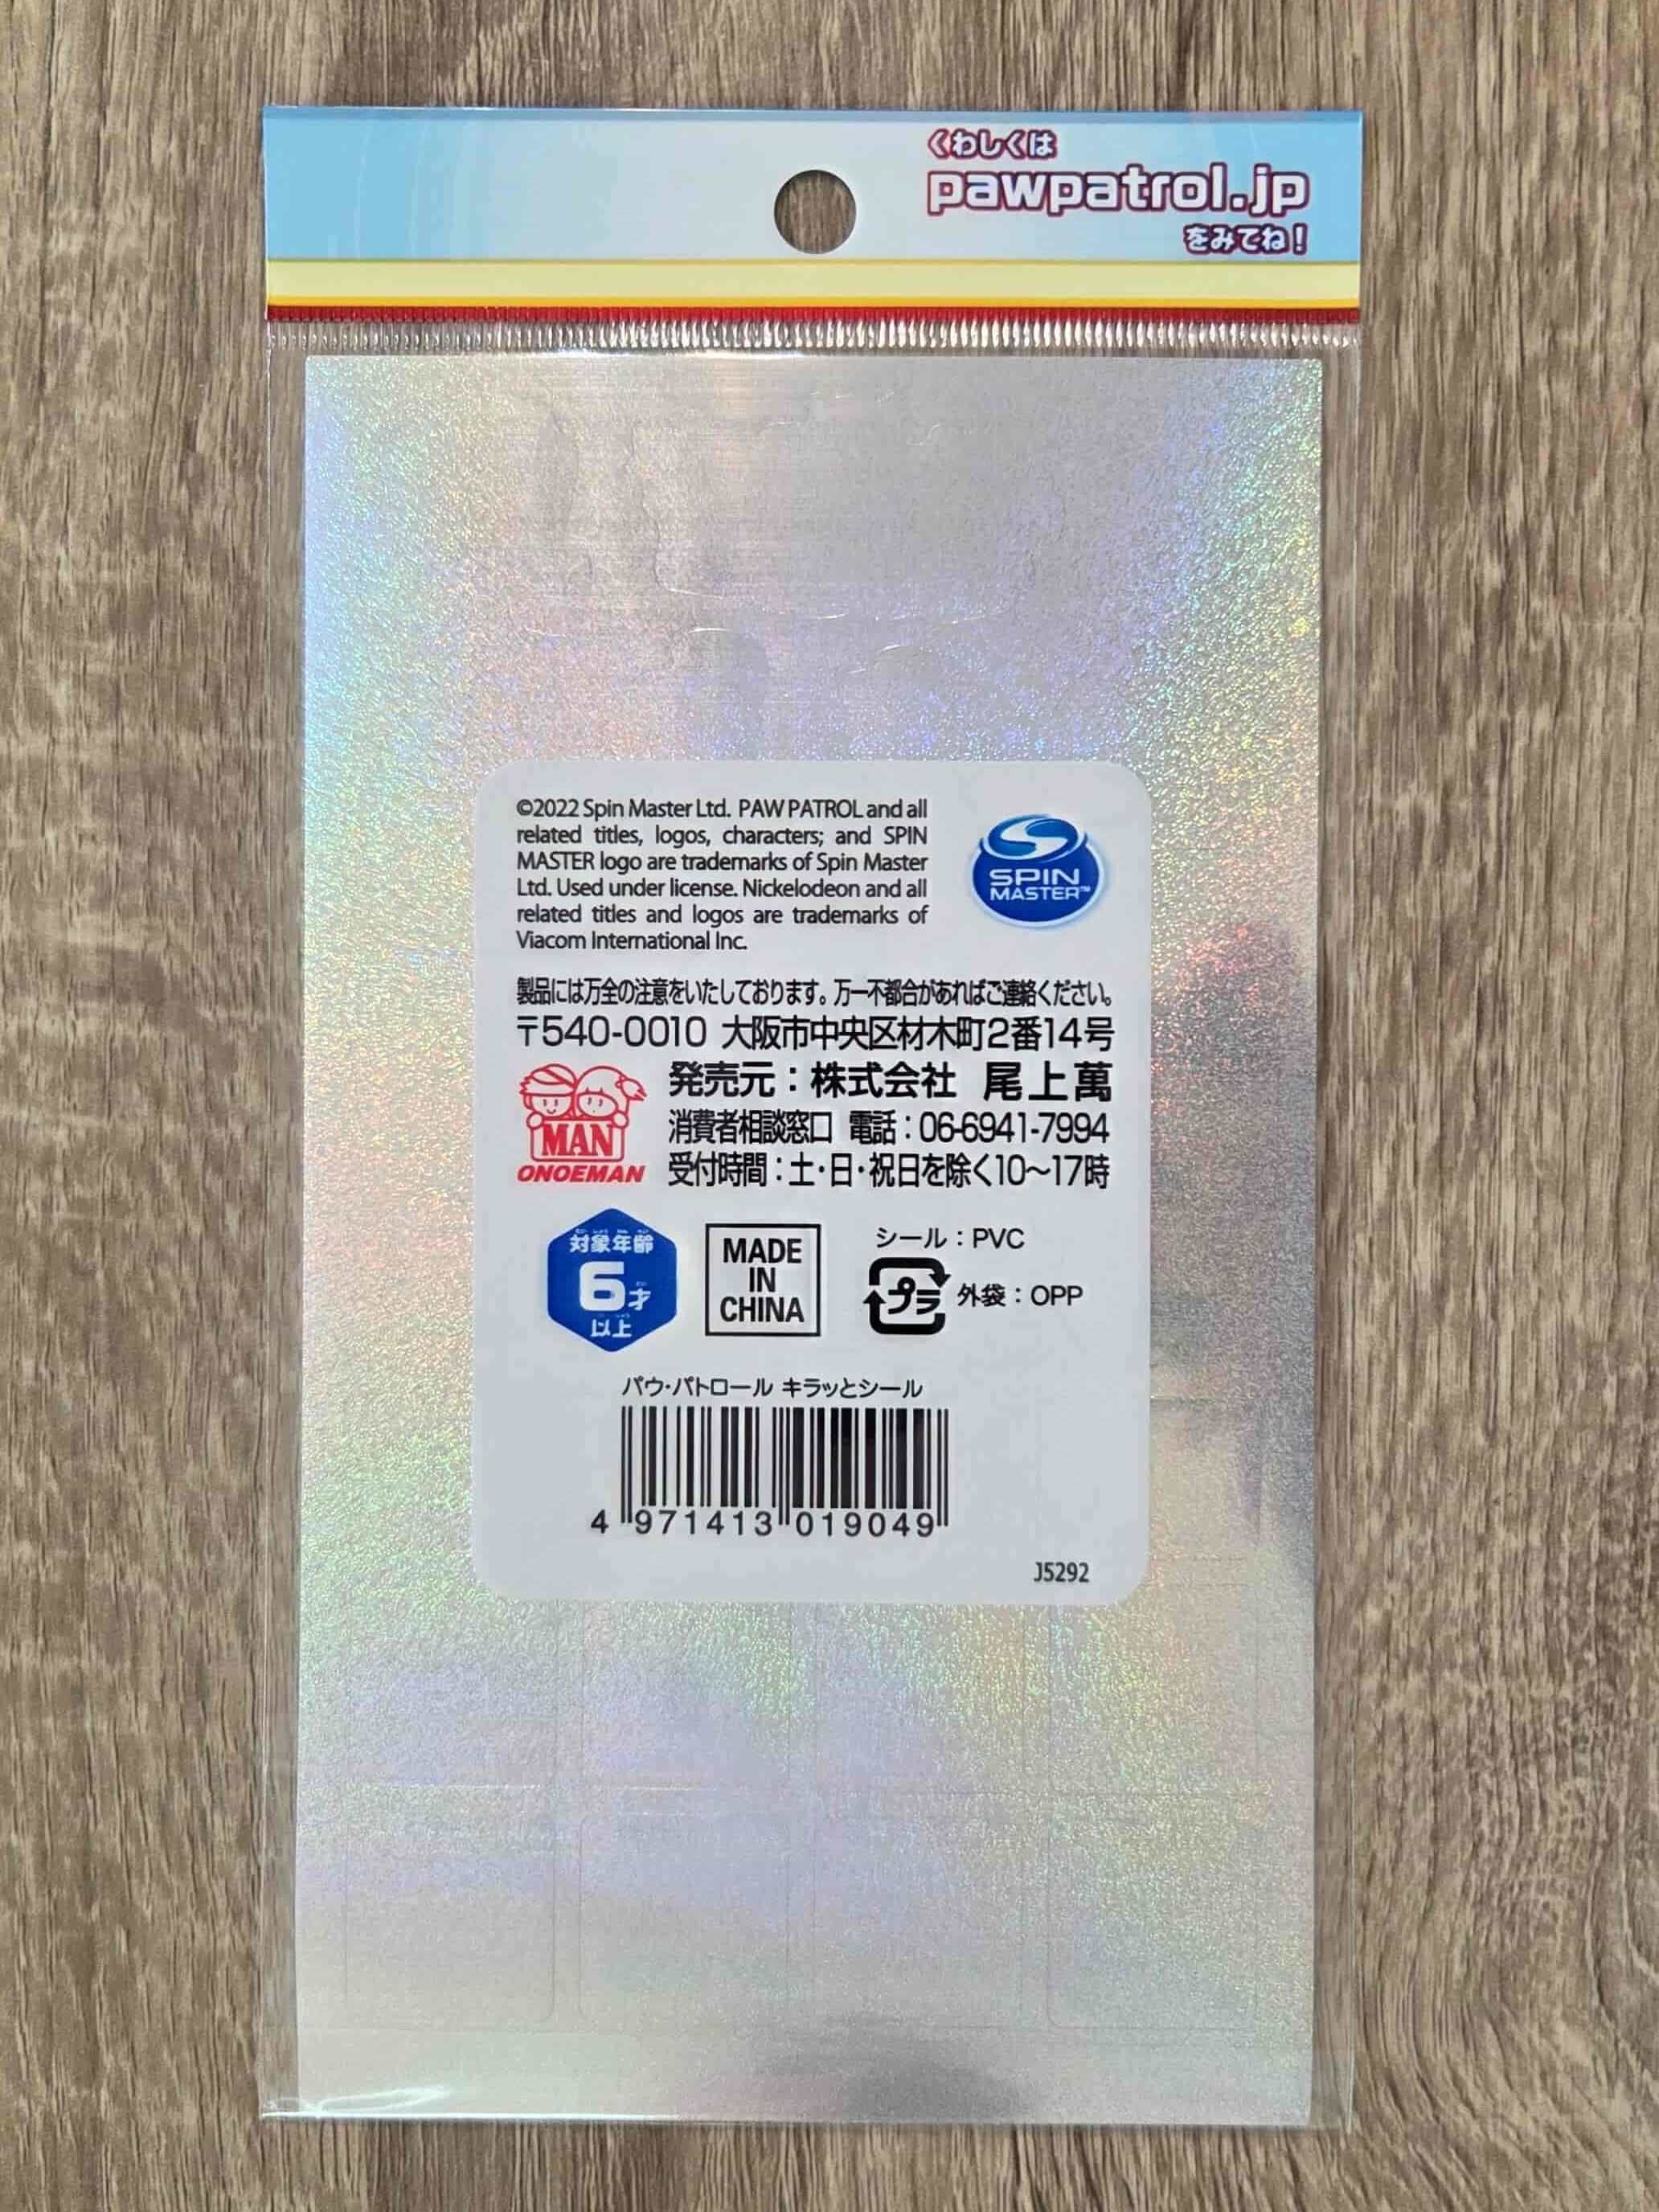 くわしくは
pawpatrol.jp
をみてね!
©2022 Spin Master Ltd. PAW PATROL and all
related titles, logos, characters; and SPIN
MASTER logo are trademarks of Spin Master
Ltd. Used under license. Nickelodeon and all
related titles and logos are trademarks of
Viacom International Inc.
SPIN
MASTER™
製品には万全の注意をいたしております。万一不都合があればご連絡ください。
〒540-0010 大阪市中央区材木町2番14号
MAN
ONOEMAN
発売元:株式会社 尾上萬
消費者相談窓口 電話:06-6941-7994
受付時間:土・日・祝日を除く10〜17時
対象年齢
6才
以上
MADE
IN
CHINA
シール:PVC
プラ 外袋:OPP
パウ・パトロール キラッとシール
4 971413 019049
J5292